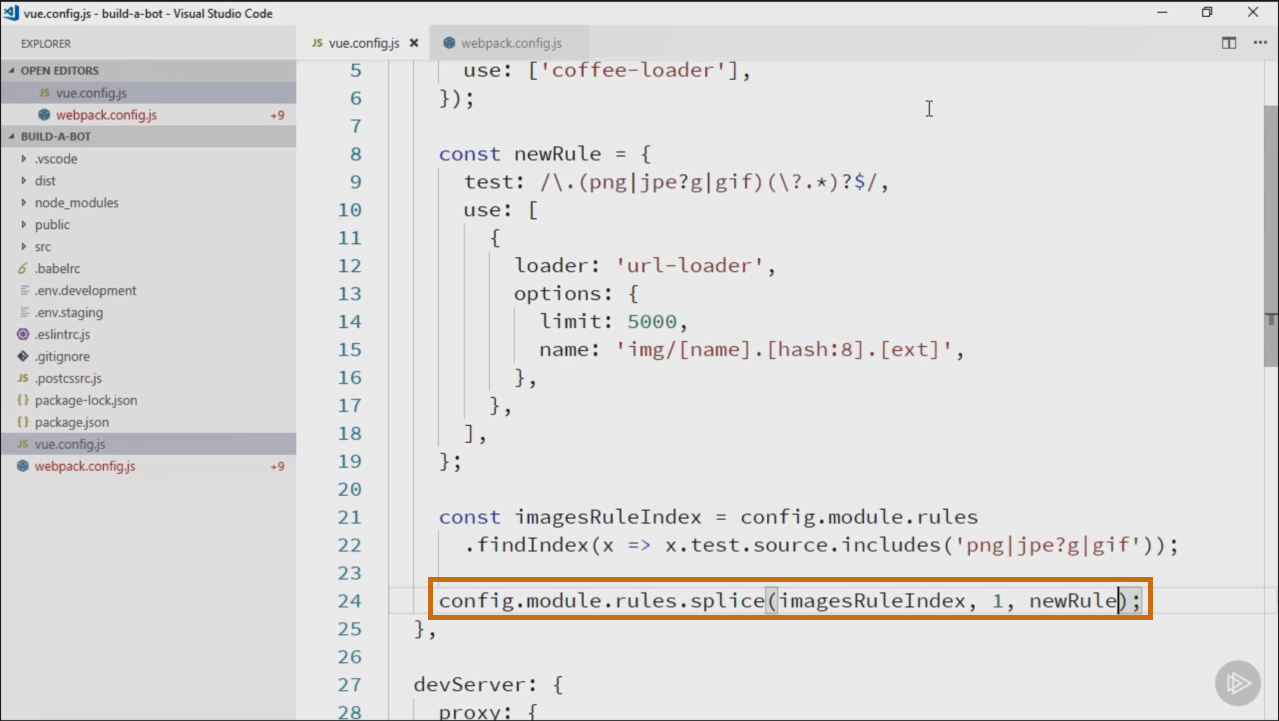 vue.config.js - build-a-bot - Visual Studio Code
EXPLORER
OPEN EDITORS
JS vue.config.js
webpack.config.js +9
BUILD-A-BOT
.vscode
dist
node_modules
public
src
.babelrc
.env.development
.env.staging
.eslintrc.js
.gitignore
JS .postcssrc.js
{} package-lock.json
{} package.json
JS vue.config.js
webpack.config.js +9
JS vue.config.js
webpack.config.js
5 use: ['coffee-loader'],
6 });
7
8 const newRule = {
9 test: /\.(png|jpe?g|gif)(\?.*)?$/,
10 use: [
11 {
12 loader: 'url-loader',
13 options: {
14 limit: 5000,
15 name: 'img/[name].[hash:8].[ext]',
16 },
17 },
18 ],
19 };
20
21 const imagesRuleIndex = config.module.rules
22 .findIndex(x => x.test.source.includes('png|jpe?g|gif'));
23
24 config.module.rules.splice(imagesRuleIndex, 1, newRule);
25 },
26
27 devServer: {
28 proxy: {